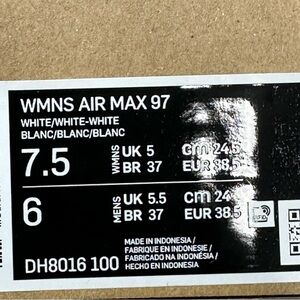 WMNS AIR MAX 97
WHITE/WHITE-WHITE
BLANC/BLANC/BLANC
7.5 WMNS UK 5 cm 24.5
BR 37 EUR 38.5
6 MENS UK 5.5 cm 24
BR 37 EUR 38.5
MADE IN INDONESIA/
FABRIQUE EN INDONESIE/
FABRICADO NA INDONÉSIA/
HECHO EN INDONESIA
DH8016 100